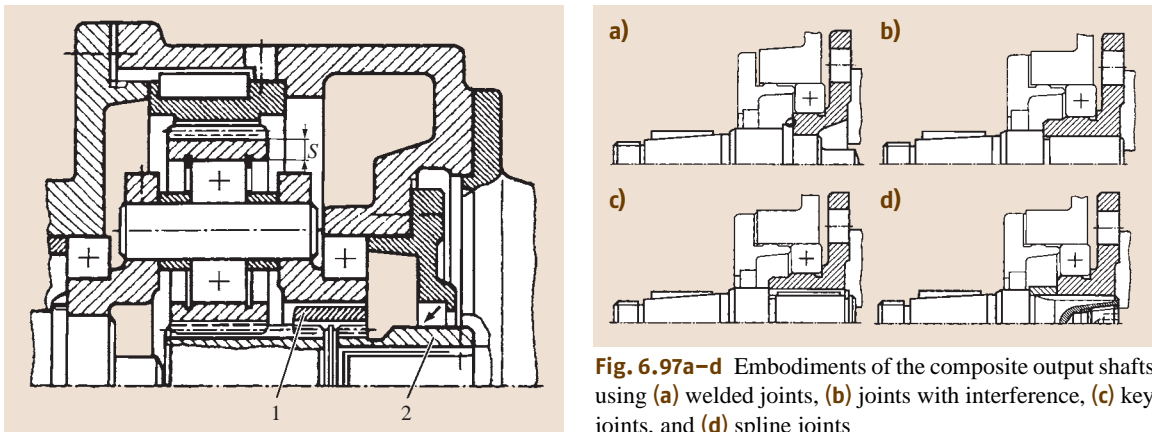 S
1
2
a)
b)
c)
d)
Fig. 6.97a–d Embodiments of the composite output shafts
using (a) welded joints, (b) joints with interference, (c) key
joints, and (d) spline joints